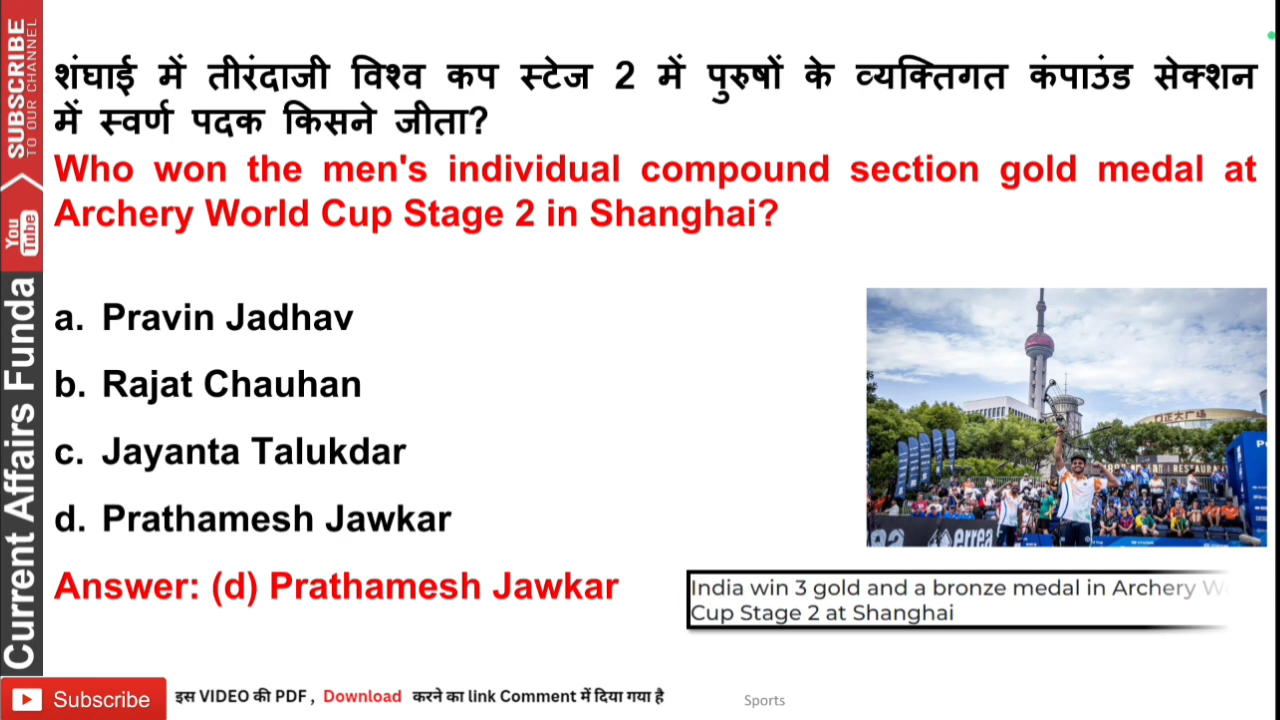 शंघाई में तीरंदाजी विश्व कप स्टेज 2 में पुरुषों के व्यक्तिगत कंपाउंड सेक्शन
में स्वर्ण पदक किसने जीता?
Who won the men's individual compound section gold medal at
Archery World Cup Stage 2 in Shanghai?
a. Pravin Jadhav
b. Rajat Chauhan
c. Jayanta Talukdar
d. Prathamesh Jawkar
Answer: (d) Prathamesh Jawkar
errea
India win 3 gold and a bronze medal in Archery
Cup Stage 2 at Shanghai
SUBSCRIBE
TO OUR CHANNEL
You
Tube
Current Affairs Funda
Subscribe
इस VIDEO की PDF , Download करने का link Comment में दिया गया है
Sports